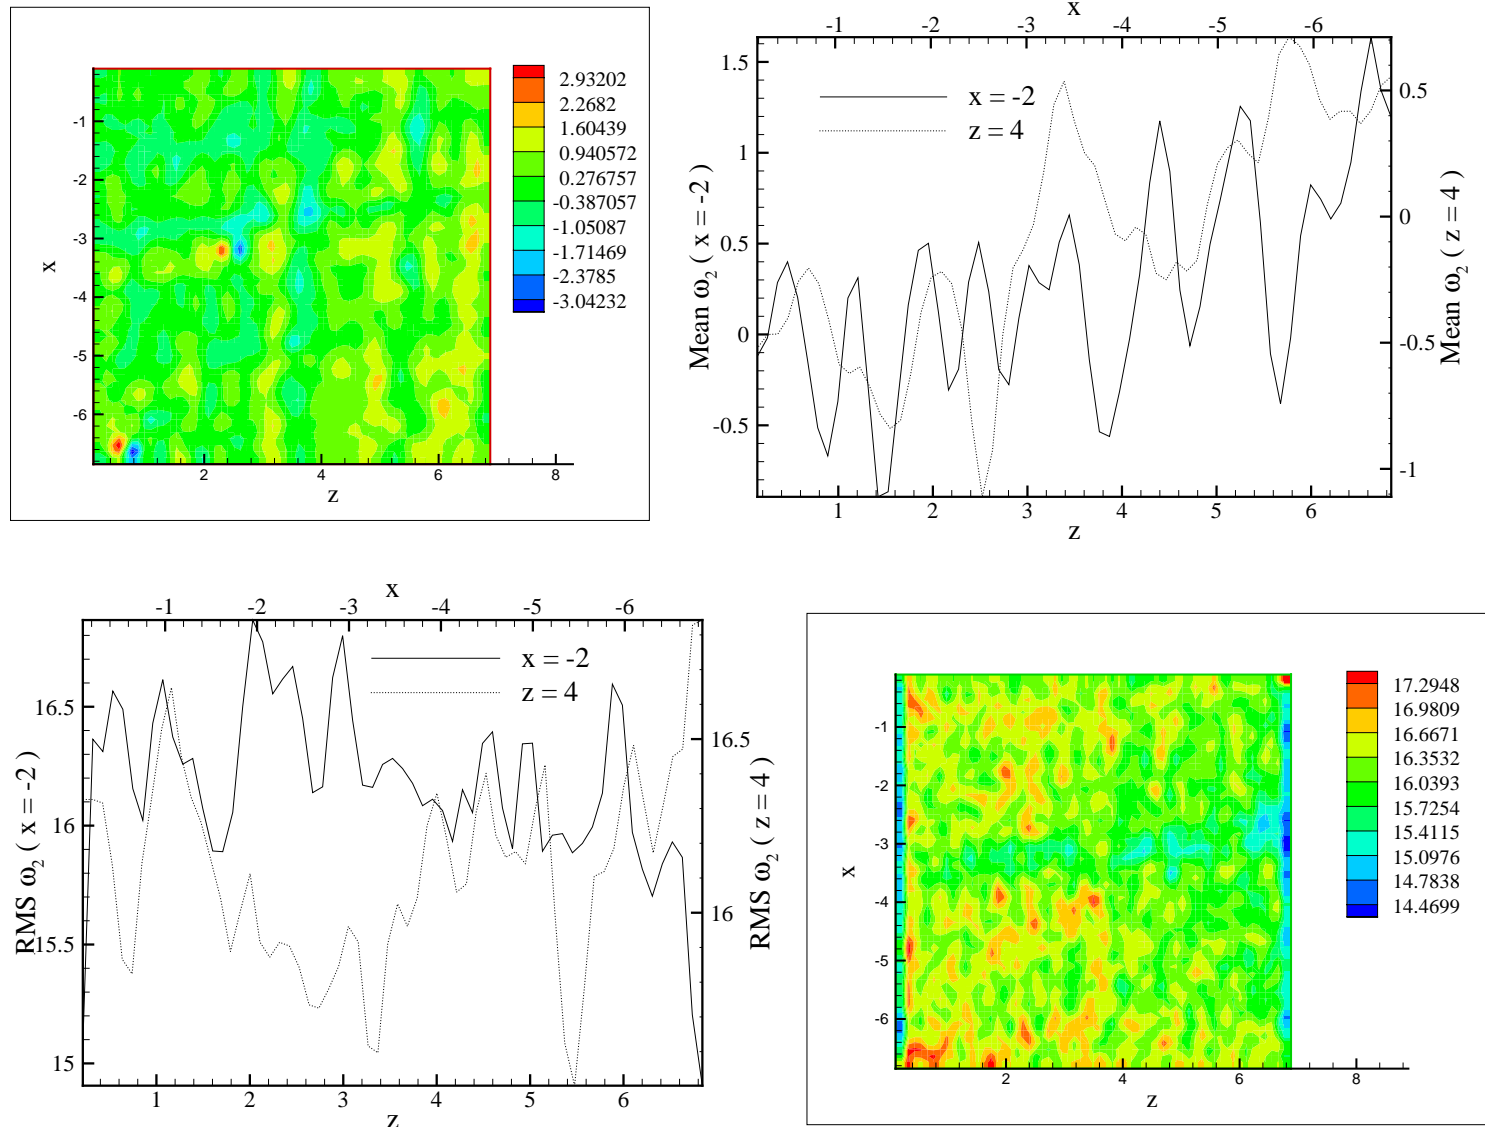 2.93202
2.2682
1.60439
0.940572
0.276757
-0.387057
-1.05087
-1.71469
-2.3785
-3.04232
-1
-2
-3
-4
-5
-6
x
2 4 6 8
z
x
-1 -2 -3 -4 -5 -6
1.5
1
0.5
0
-0.5
Mean ω2 ( x = -2 )
x = -2
z = 4
0.5
0
-0.5
-1
Mean ω2 ( z = 4 )
1 2 3 4 5 6
z
x
-1 -2 -3 -4 -5 -6
16.5
16
15.5
15
RMS ω2 ( x = -2 )
x = -2
z = 4
16.5
16
RMS ω2 ( z = 4 )
1 2 3 4 5 6
z
17.2948
16.9809
16.6671
16.3532
16.0393
15.7254
15.4115
15.0976
14.7838
14.4699
-1
-2
-3
-4
-5
-6
x
2 4 6 8
z